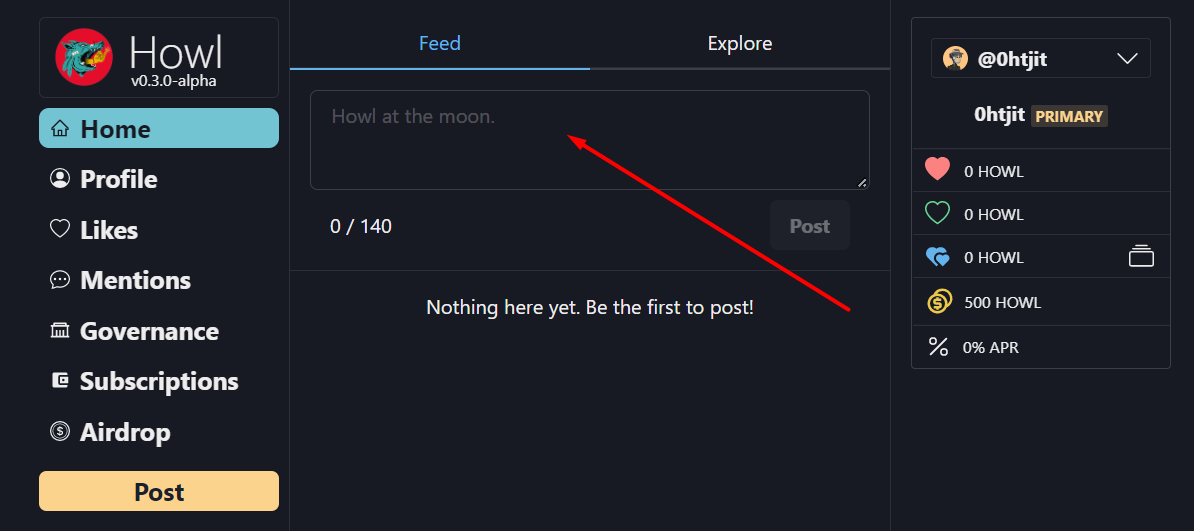 Howl
v0.3.0-alpha
Home
Profile
Likes
Mentions
Governance
Subscriptions
Airdrop
Post
Feed
Explore
Howl at the moon.
0 / 140
Post
Nothing here yet. Be the first to post!
@0htjit
0htjit PRIMARY
0 HOWL
0 HOWL
0 HOWL
500 HOWL
0% APR